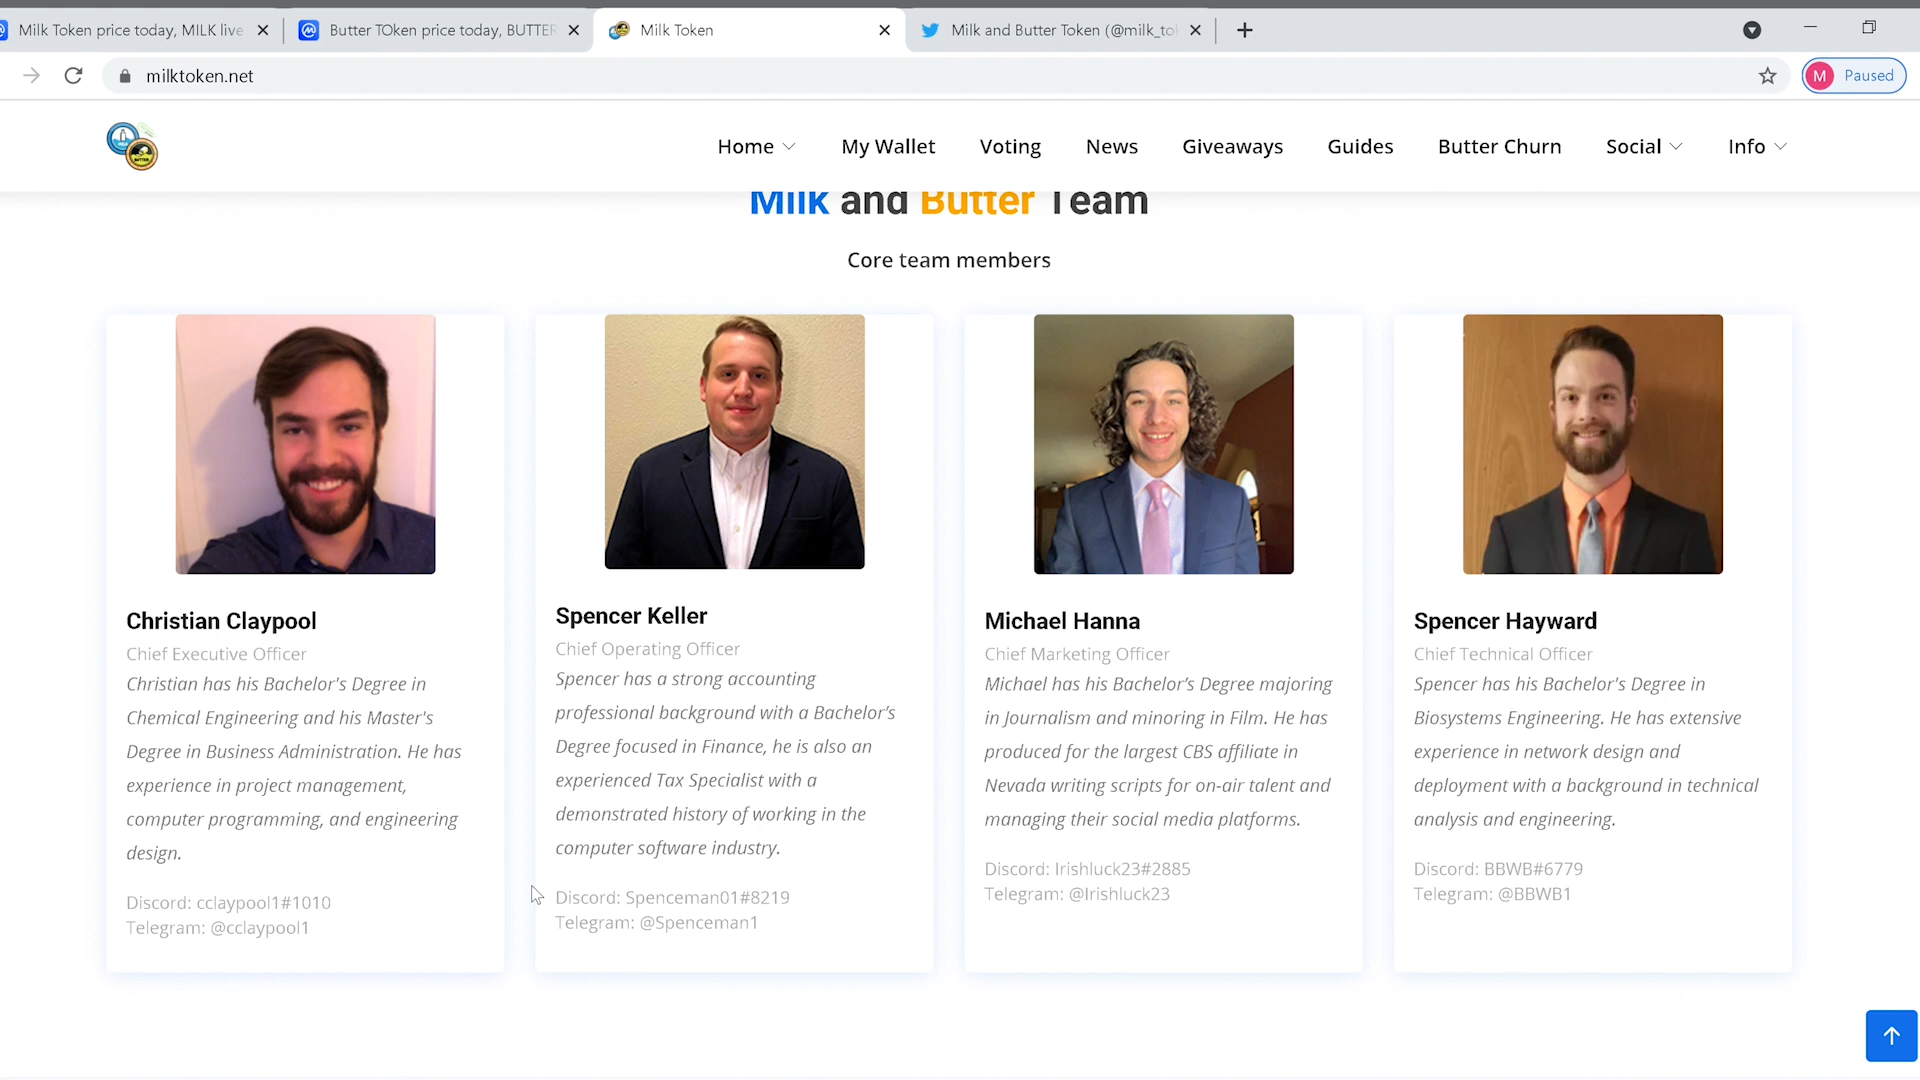 Milk Token price today, MILK live
Butter TOken price today, BUTTER
Milk Token
Milk and Butter Token (@milk_to
milktoken.net
M
Paused
Home
My Wallet
Voting
News
Giveaways
Guides
Butter Churn
Social
Info
Milk and Butter Team
Core team members
Christian Claypool
Chief Executive Officer
Christian has his Bachelor's Degree in
Chemical Engineering and his Master's
Degree in Business Administration. He has
experience in project management,
computer programming, and engineering
design.
Discord: cclaypool1#1010
Telegram: @cclaypool1
Spencer Keller
Chief Operating Officer
Spencer has a strong accounting
professional background with a Bachelor’s
Degree focused in Finance, he is also an
experienced Tax Specialist with a
demonstrated history of working in the
computer software industry.
Discord: Spenceman01#8219
Telegram: @Spenceman1
Michael Hanna
Chief Marketing Officer
Michael has his Bachelor’s Degree majoring
in Journalism and minoring in Film. He has
produced for the largest CBS affiliate in
Nevada writing scripts for on-air talent and
managing their social media platforms.
Discord: Irishluck23#2885
Telegram: @Irishluck23
Spencer Hayward
Chief Technical Officer
Spencer has his Bachelor's Degree in
Biosystems Engineering. He has extensive
experience in network design and
deployment with a background in technical
analysis and engineering.
Discord: BBWB#6779
Telegram: @BBWB1